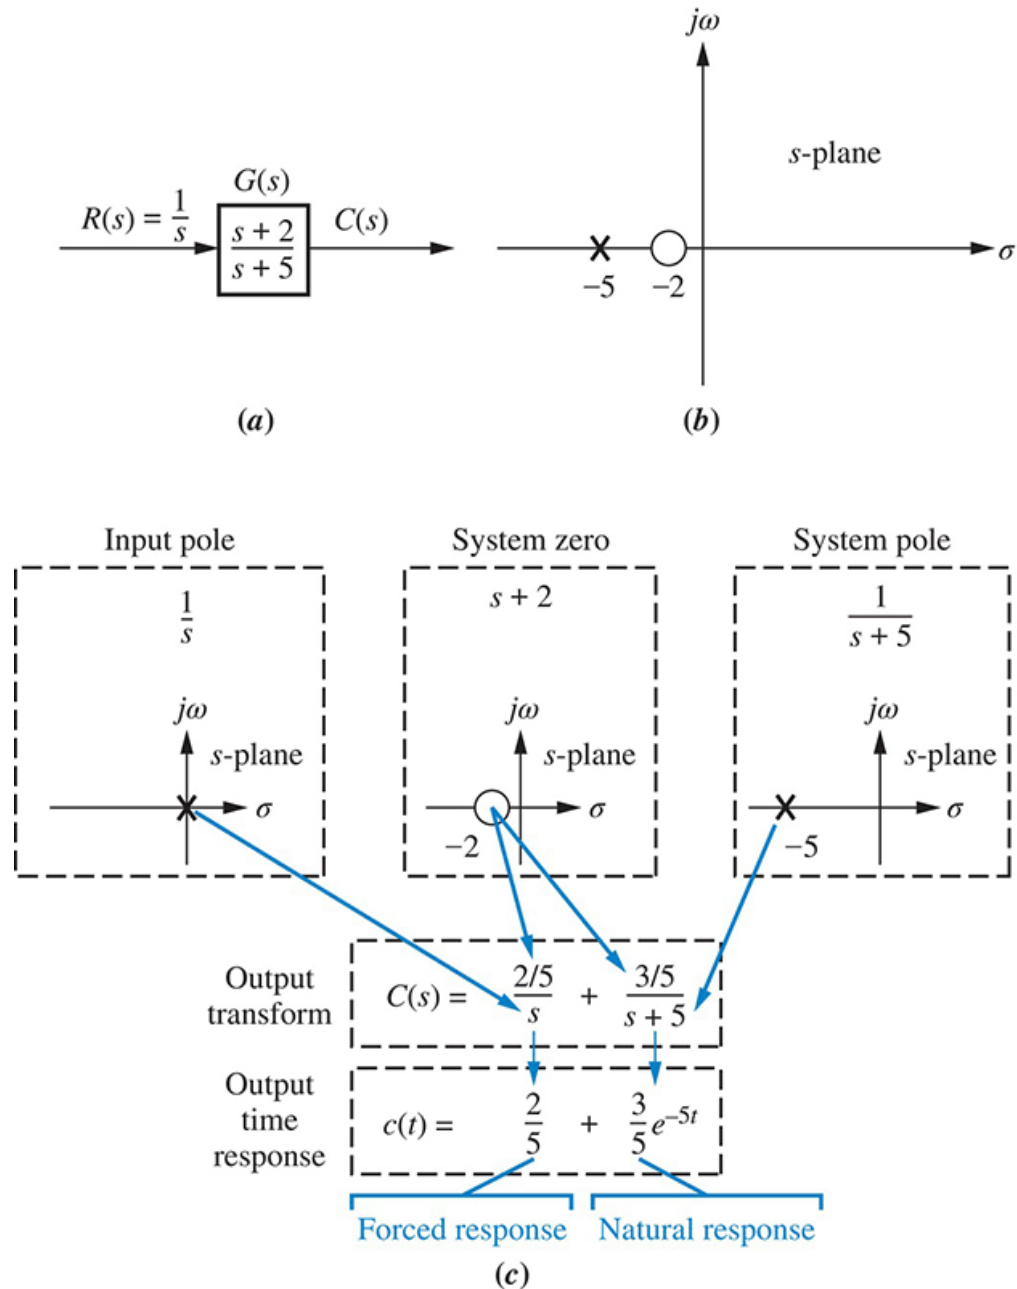 jω
s-plane
G(s)
R(s) = 1/s
s + 2
s + 5
C(s)
σ
−5
−2
(a)
(b)
Input pole
System zero
System pole
1/s
s + 2
1/(s + 5)
jω
jω
jω
s-plane
s-plane
s-plane
σ
σ
σ
−2
−5
Output
transform
C(s) = (2/5)/s + (3/5)/(s + 5)
Output
time
response
c(t) = 2/5 + 3/5 e^−5t
Forced response
Natural response
(c)